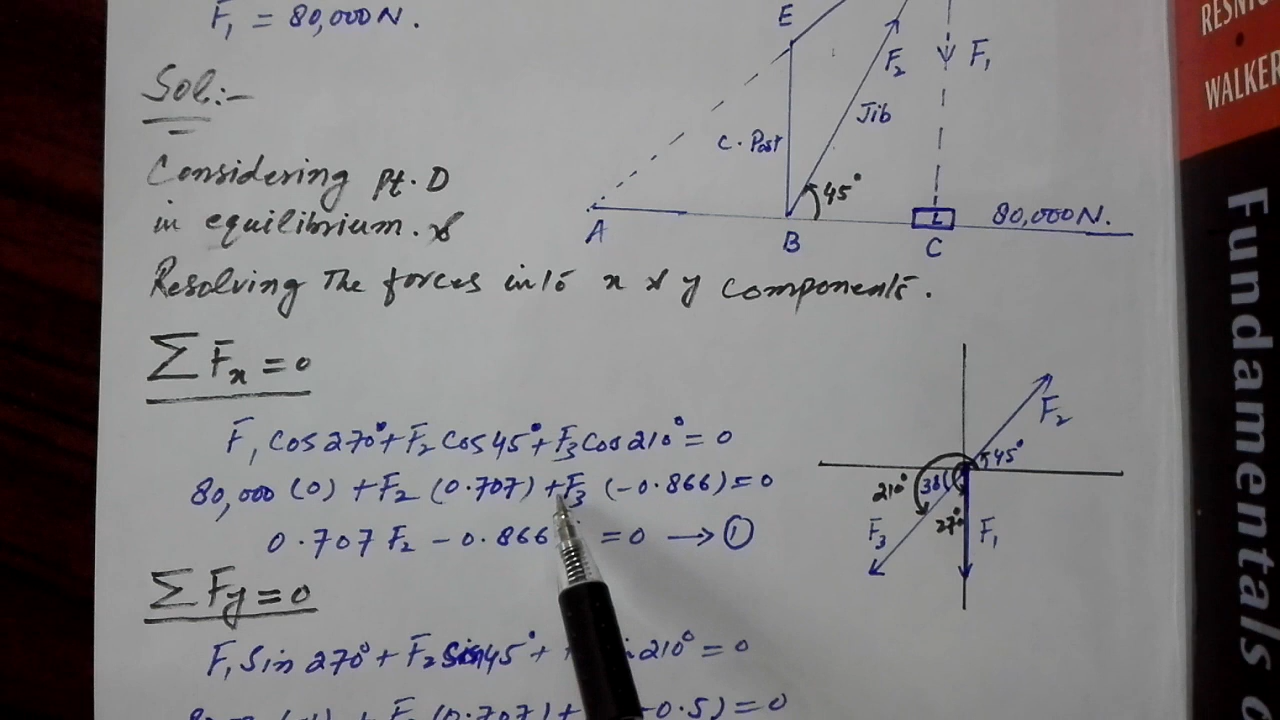 F₁ = 80,000 N.
Sol:-
Considering pt. D
in equilibrium. &
Resolving The forces into x & y components.
ΣFx = 0
F₁ Cos 270° + F₂ Cos 45° + F₃ Cos 210° = 0
80,000 (0) + F₂ (0.707) + F₃ (-0.866) = 0
0.707 F₂ - 0.866 = 0 → ①
ΣFy = 0
F₁ Sin 270° + F₂ Sin 45° + 210° = 0
F₂ (0.707) + -0.5) = 0
E
F₂
F₁
Jib
C. Post
45°
A
B
L
C
80,000 N.
F₂
45°
210°
30°
27°
F₃
F₁
WALKER
Fundamentals